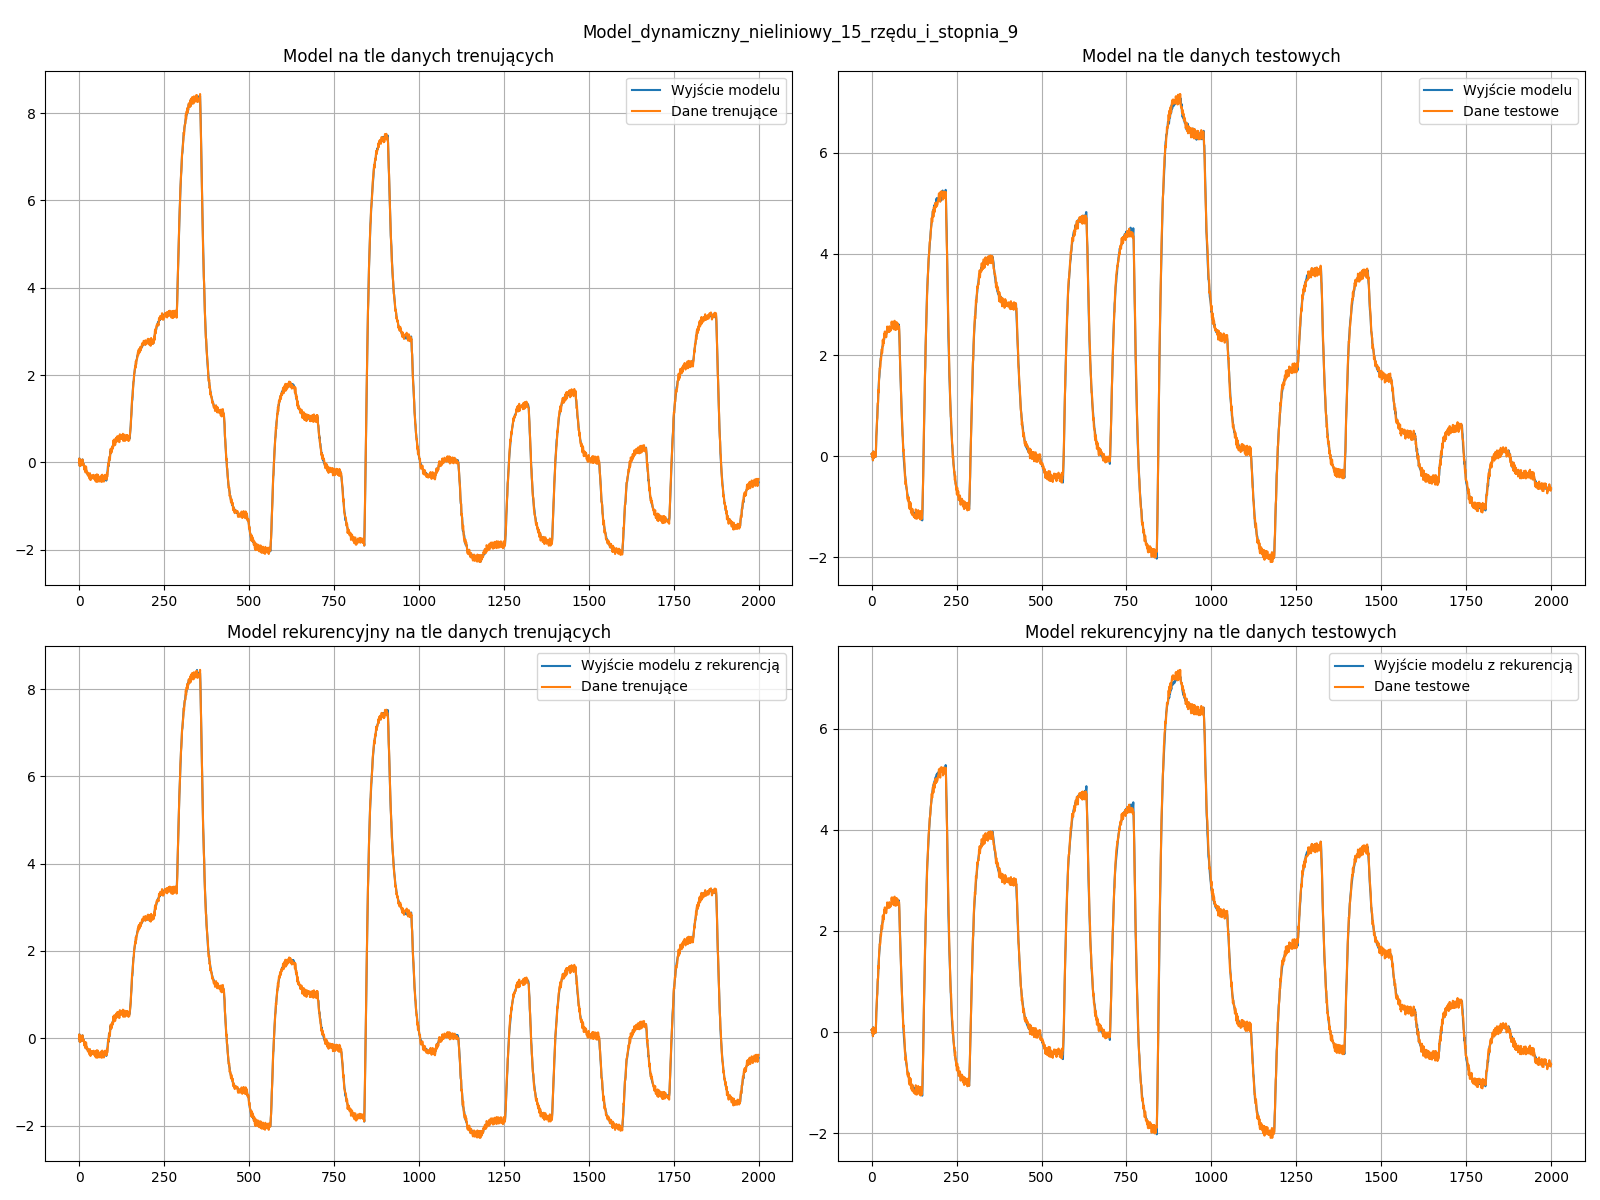 Model_dynamiczny_nieliniowy_15_rzędu_i_stopnia_9
Model na tle danych trenujących
Wyjście modelu
Dane trenujące
8
6
4
2
0
−2
0 250 500 750 1000 1250 1500 1750 2000
Model na tle danych testowych
Wyjście modelu
Dane testowe
6
4
2
0
−2
0 250 500 750 1000 1250 1500 1750 2000
Model rekurencyjny na tle danych trenujących
Wyjście modelu z rekurencją
Dane trenujące
8
6
4
2
0
−2
0 250 500 750 1000 1250 1500 1750 2000
Model rekurencyjny na tle danych testowych
Wyjście modelu z rekurencją
Dane testowe
6
4
2
0
−2
0 250 500 750 1000 1250 1500 1750 2000